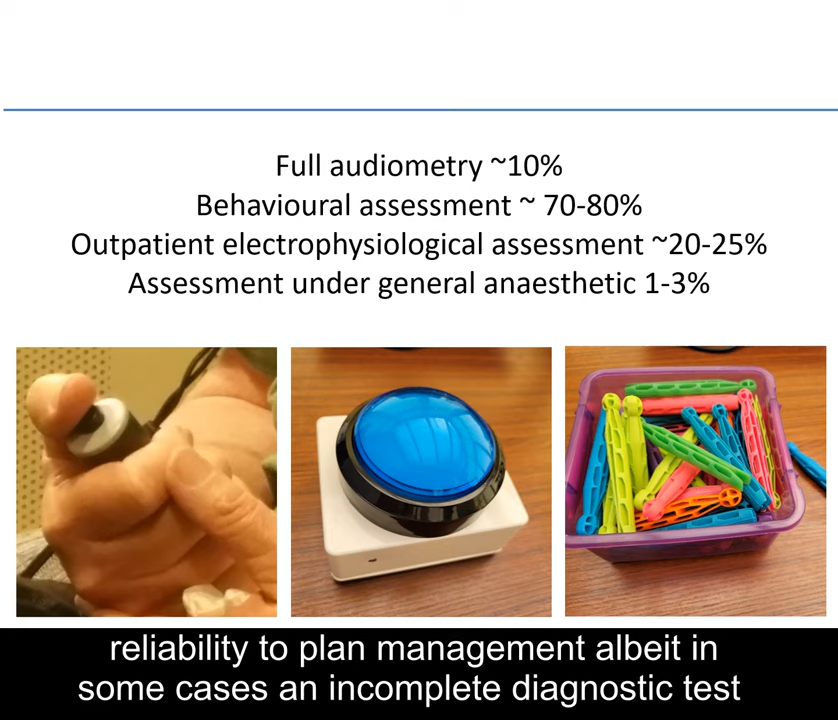 Full audiometry ~10%
Behavioural assessment ~ 70-80%
Outpatient electrophysiological assessment ~20-25%
Assessment under general anaesthetic 1-3%
reliability to plan management albeit in
some cases an incomplete diagnostic test